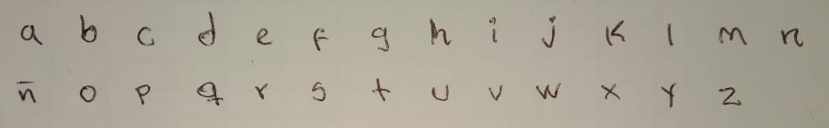 a b c d e f g h i j k l m n
ñ o p q r s t u v w x y z